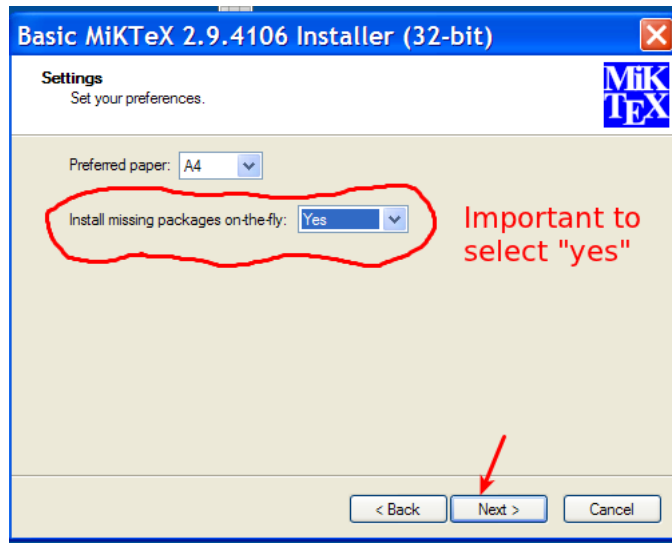 Basic MiKTeX 2.9.4106 Installer (32-bit)
Settings
Set your preferences.
MiK
TEX
Preferred paper: A4
Install missing packages on-the-fly: Yes
Important to
select "yes"
< Back Next > Cancel